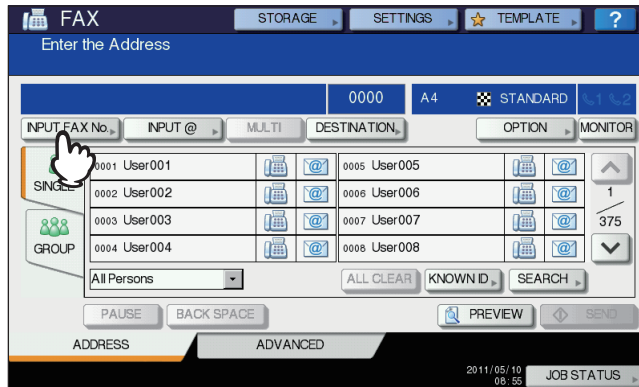 FAX STORAGE SETTINGS TEMPLATE ?
Enter the Address
0000 A4 STANDARD 1 2
INPUT FAX No. INPUT @ MULTI DESTINATION OPTION MONITOR
0001 User001 @ 0005 User005 @
SINGLE 0002 User002 @ 0006 User006 @ 1
0003 User003 @ 0007 User007 @ 375
GROUP 0004 User004 @ 0008 User008 @
All Persons ALL CLEAR KNOWN ID SEARCH
PAUSE BACK SPACE PREVIEW SEND
ADDRESS ADVANCED
2011/05/10
08:55 JOB STATUS